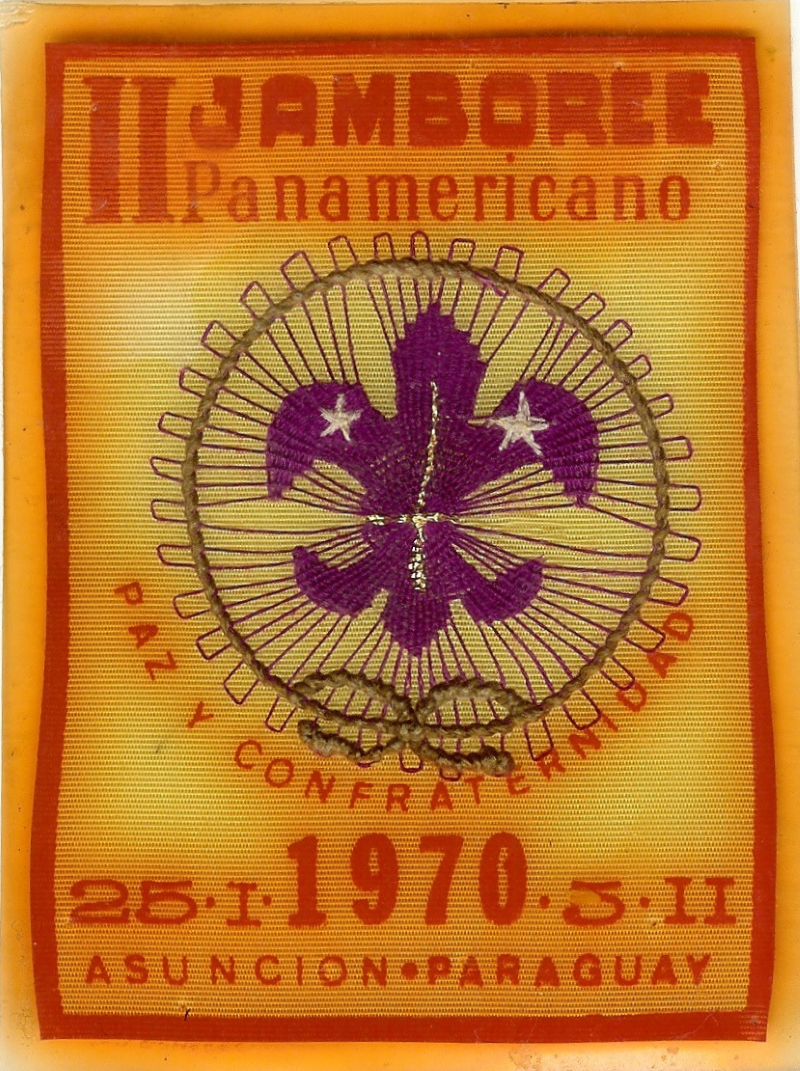 II JAMBOREE
Panamericano
PAZ Y CONFRATERNIDAD
25·I·1970·5·II
ASUNCION•PARAGUAY